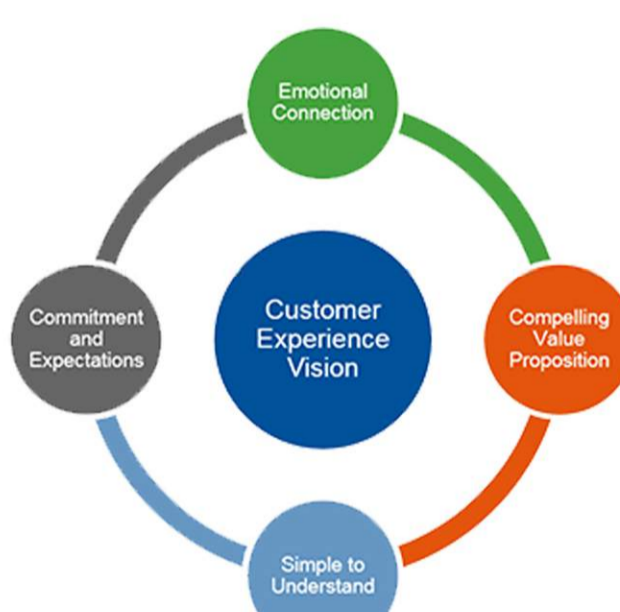 Emotional
Connection
Commitment
and
Expectations
Customer
Experience
Vision
Compelling
Value
Proposition
Simple to
Understand